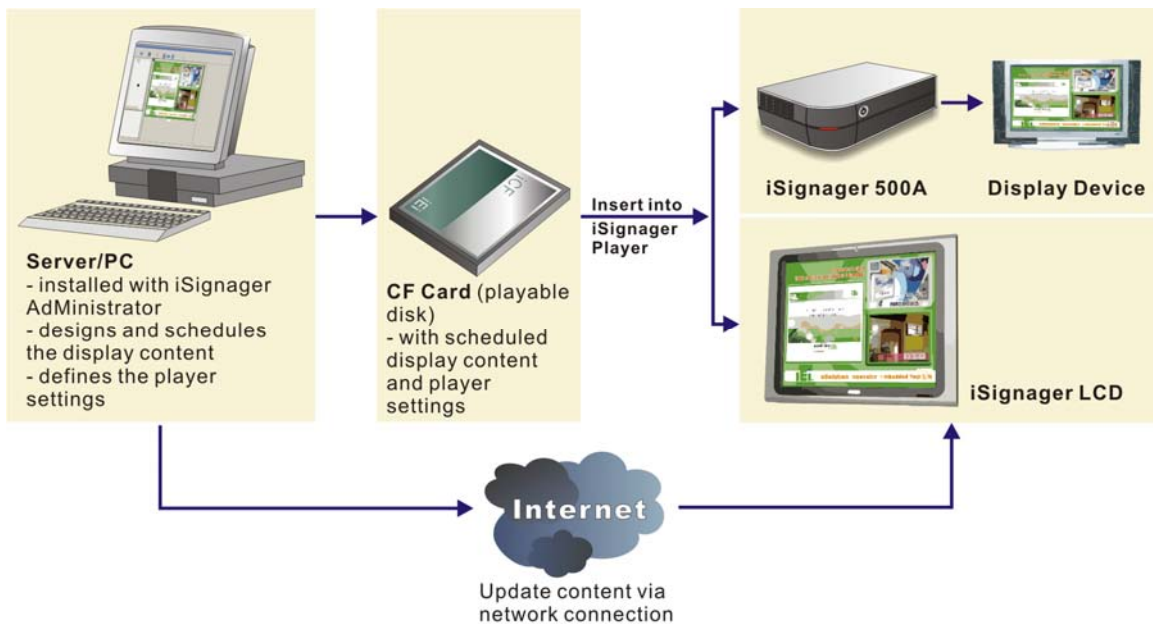 Server/PC
- installed with iSignager
AdMinistrator
- designs and schedules
the display content
- defines the player
settings
iCF
iEi
CF Card (playable
disk)
- with scheduled
display content
and player
settings
Insert into
iSignager
Player
iSignager 500A
Display Device
iSignager LCD
Internet
Update content via
network connection